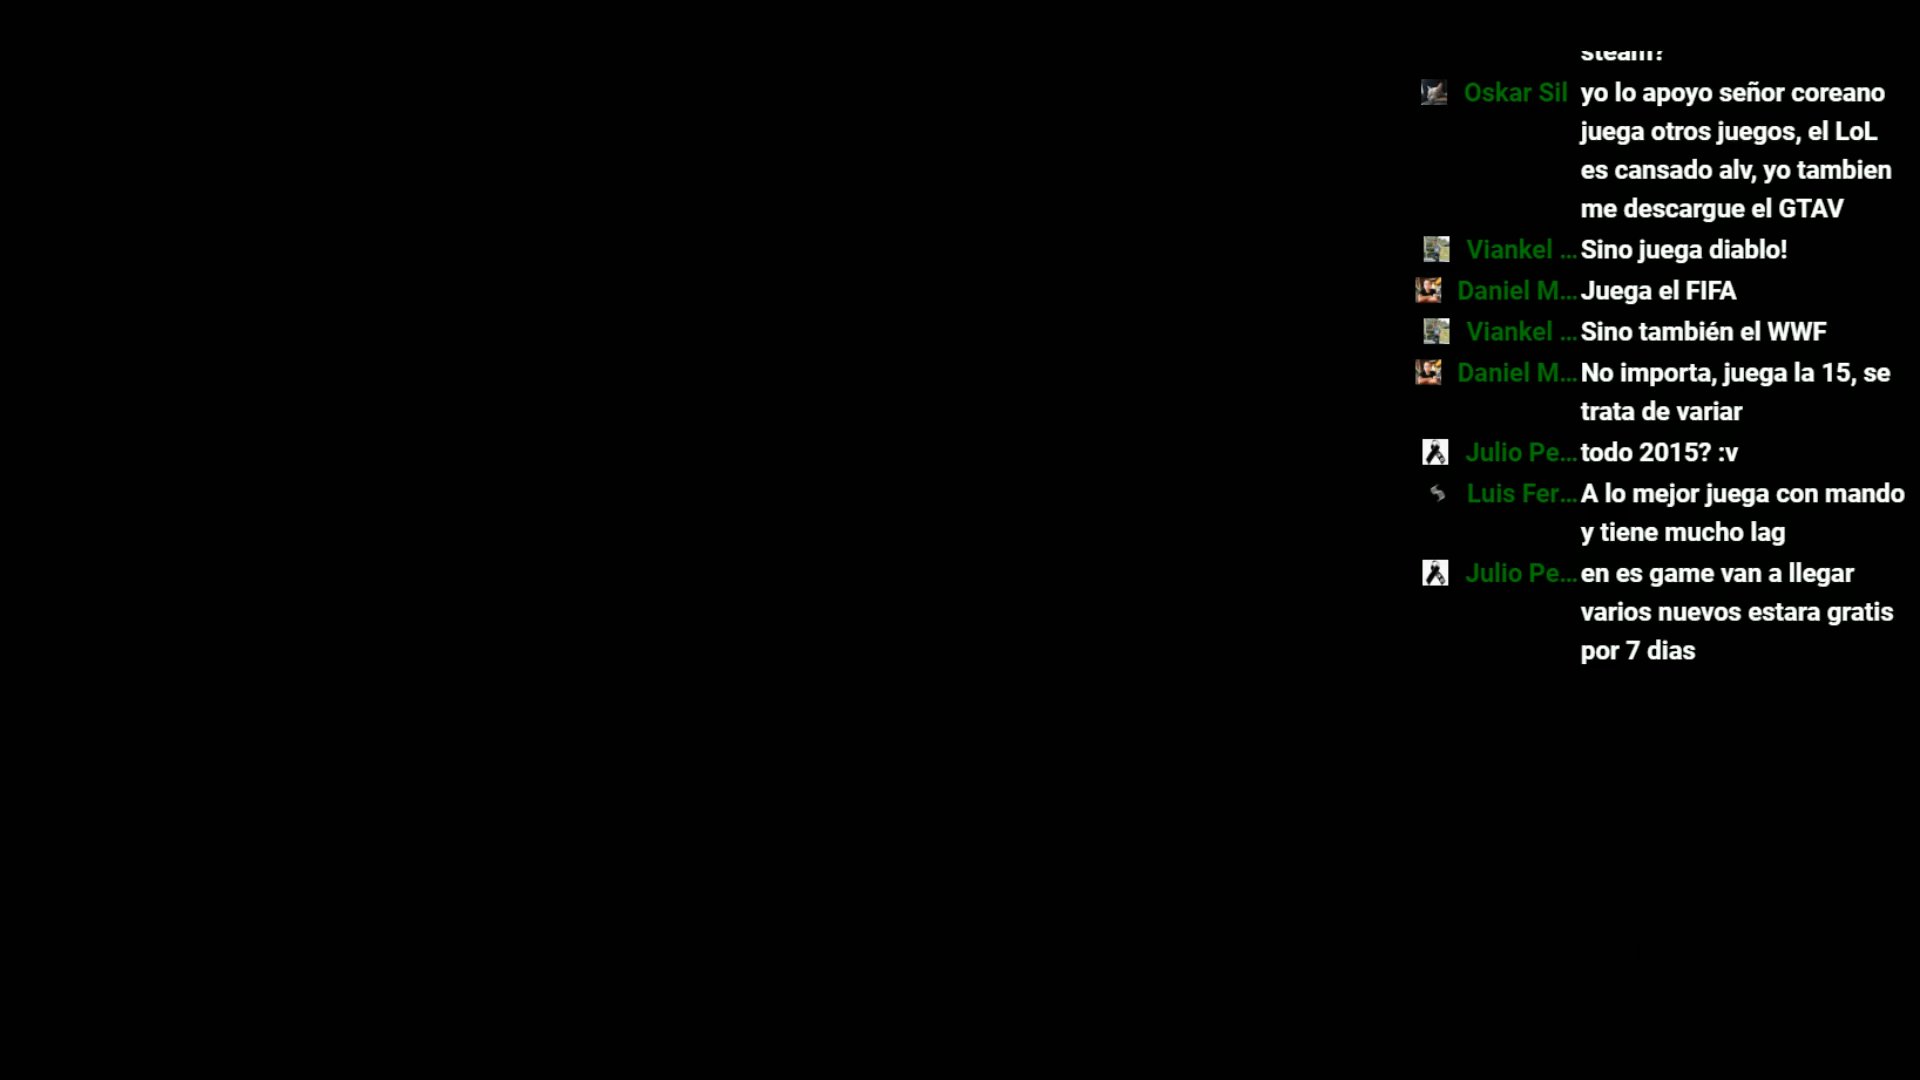 steam?
Oskar Sil yo lo apoyo señor coreano
juega otros juegos, el LoL
es cansado alv, yo tambien
me descargue el GTAV
Viankel ... Sino juega diablo!
Daniel M... Juega el FIFA
Viankel ... Sino también el WWF
Daniel M... No importa, juega la 15, se
trata de variar
Julio Pe... todo 2015? :v
Luis Fer... A lo mejor juega con mando
y tiene mucho lag
Julio Pe... en es game van a llegar
varios nuevos estara gratis
por 7 dias